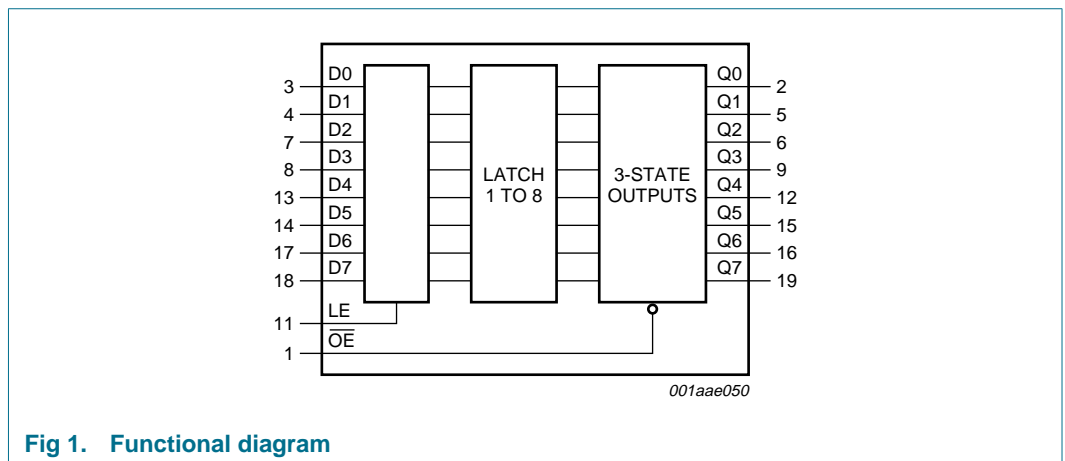 D0 Q0
3 2
D1 Q1
4 5
D2 Q2
7 6
D3 Q3
8 9
LATCH 3-STATE
D4 Q4
1 TO 8 OUTPUTS
13 12
D5 Q5
14 15
D6 Q6
17 16
D7 Q7
18 19
LE
11
OE
1
001aae050
Fig 1. Functional diagram